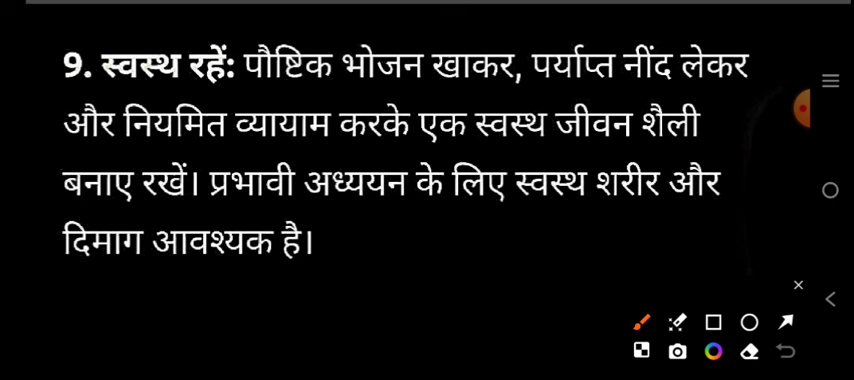 9. स्वस्थ रहें: पौष्टिक भोजन खाकर, पर्याप्त नींद लेकर
और नियमित व्यायाम करके एक स्वस्थ जीवन शैली
बनाए रखें। प्रभावी अध्ययन के लिए स्वस्थ शरीर और
दिमाग आवश्यक है।